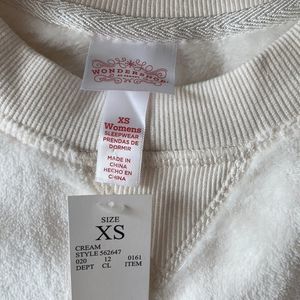 WONDERSHOP
XS
Womens
SLEEPWEAR
PRENDAS DE
DORMIR
MADE IN
CHINA
HECHO EN
CHINA
SIZE
XS
CREAM
STYLE 562647
020 12 0161
DEPT CL ITEM